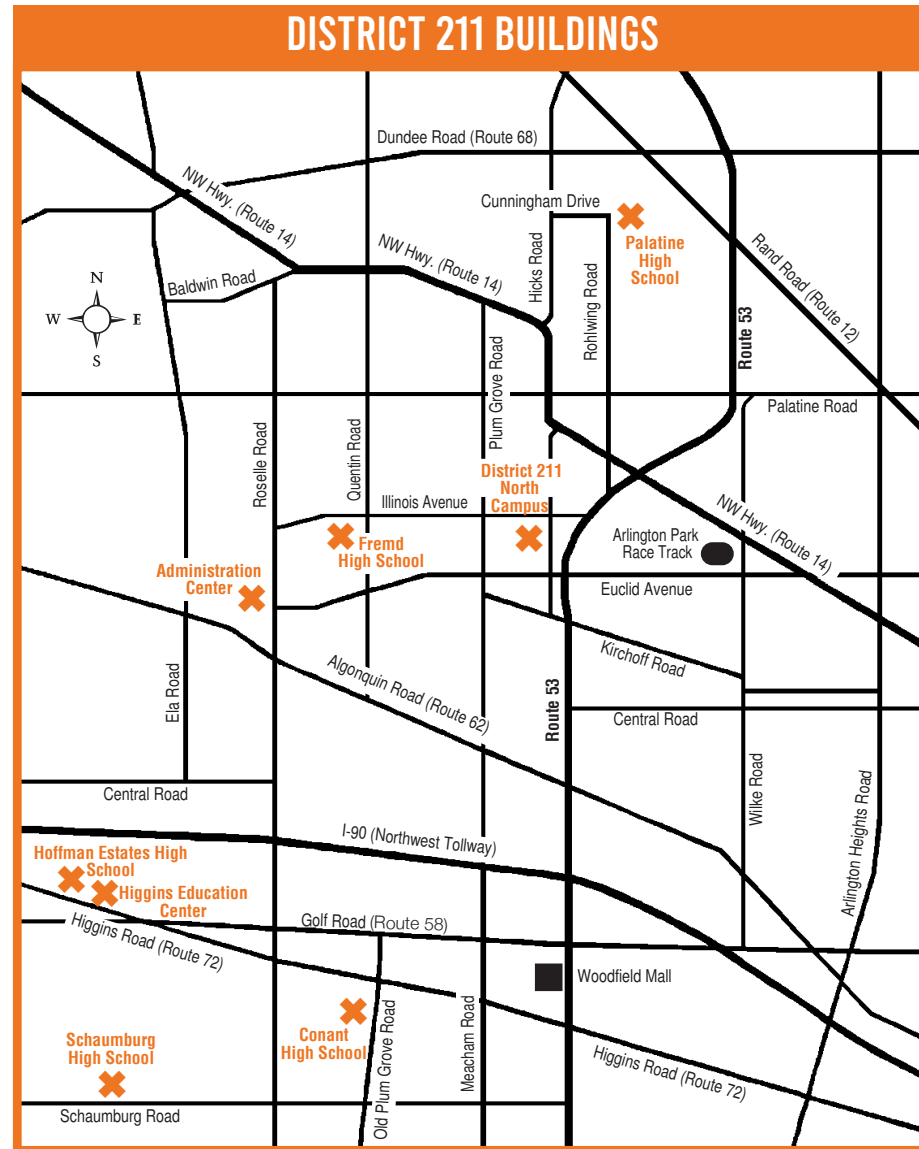 DISTRICT 211 BUILDINGS
Dundee Road (Route 68)
NW Hwy. (Route 14)
Cunningham Drive
Palatine
High
School
Hicks Road
Rohlwing Road
Rand Road (Route 12)
Route 53
NW Hwy. (Route 14)
Baldwin Road
N
W
E
S
Plum Grove Road
Palatine Road
Roselle Road
Quentin Road
District 211
North
Campus
Illinois Avenue
Fremd
High School
Arlington Park
Race Track
NW Hwy. (Route 14)
Administration
Center
Euclid Avenue
Kirchoff Road
Algonquin Road (Route 62)
Ela Road
Route 53
Central Road
Central Road
Wilke Road
Arlington Heights Road
I-90 (Northwest Tollway)
Hoffman Estates High
School
Higgins Education
Center
Golf Road (Route 58)
Higgins Road (Route 72)
Woodfield Mall
Conant
High School
Old Plum Grove Road
Meacham Road
Schaumburg
High School
Higgins Road (Route 72)
Schaumburg Road